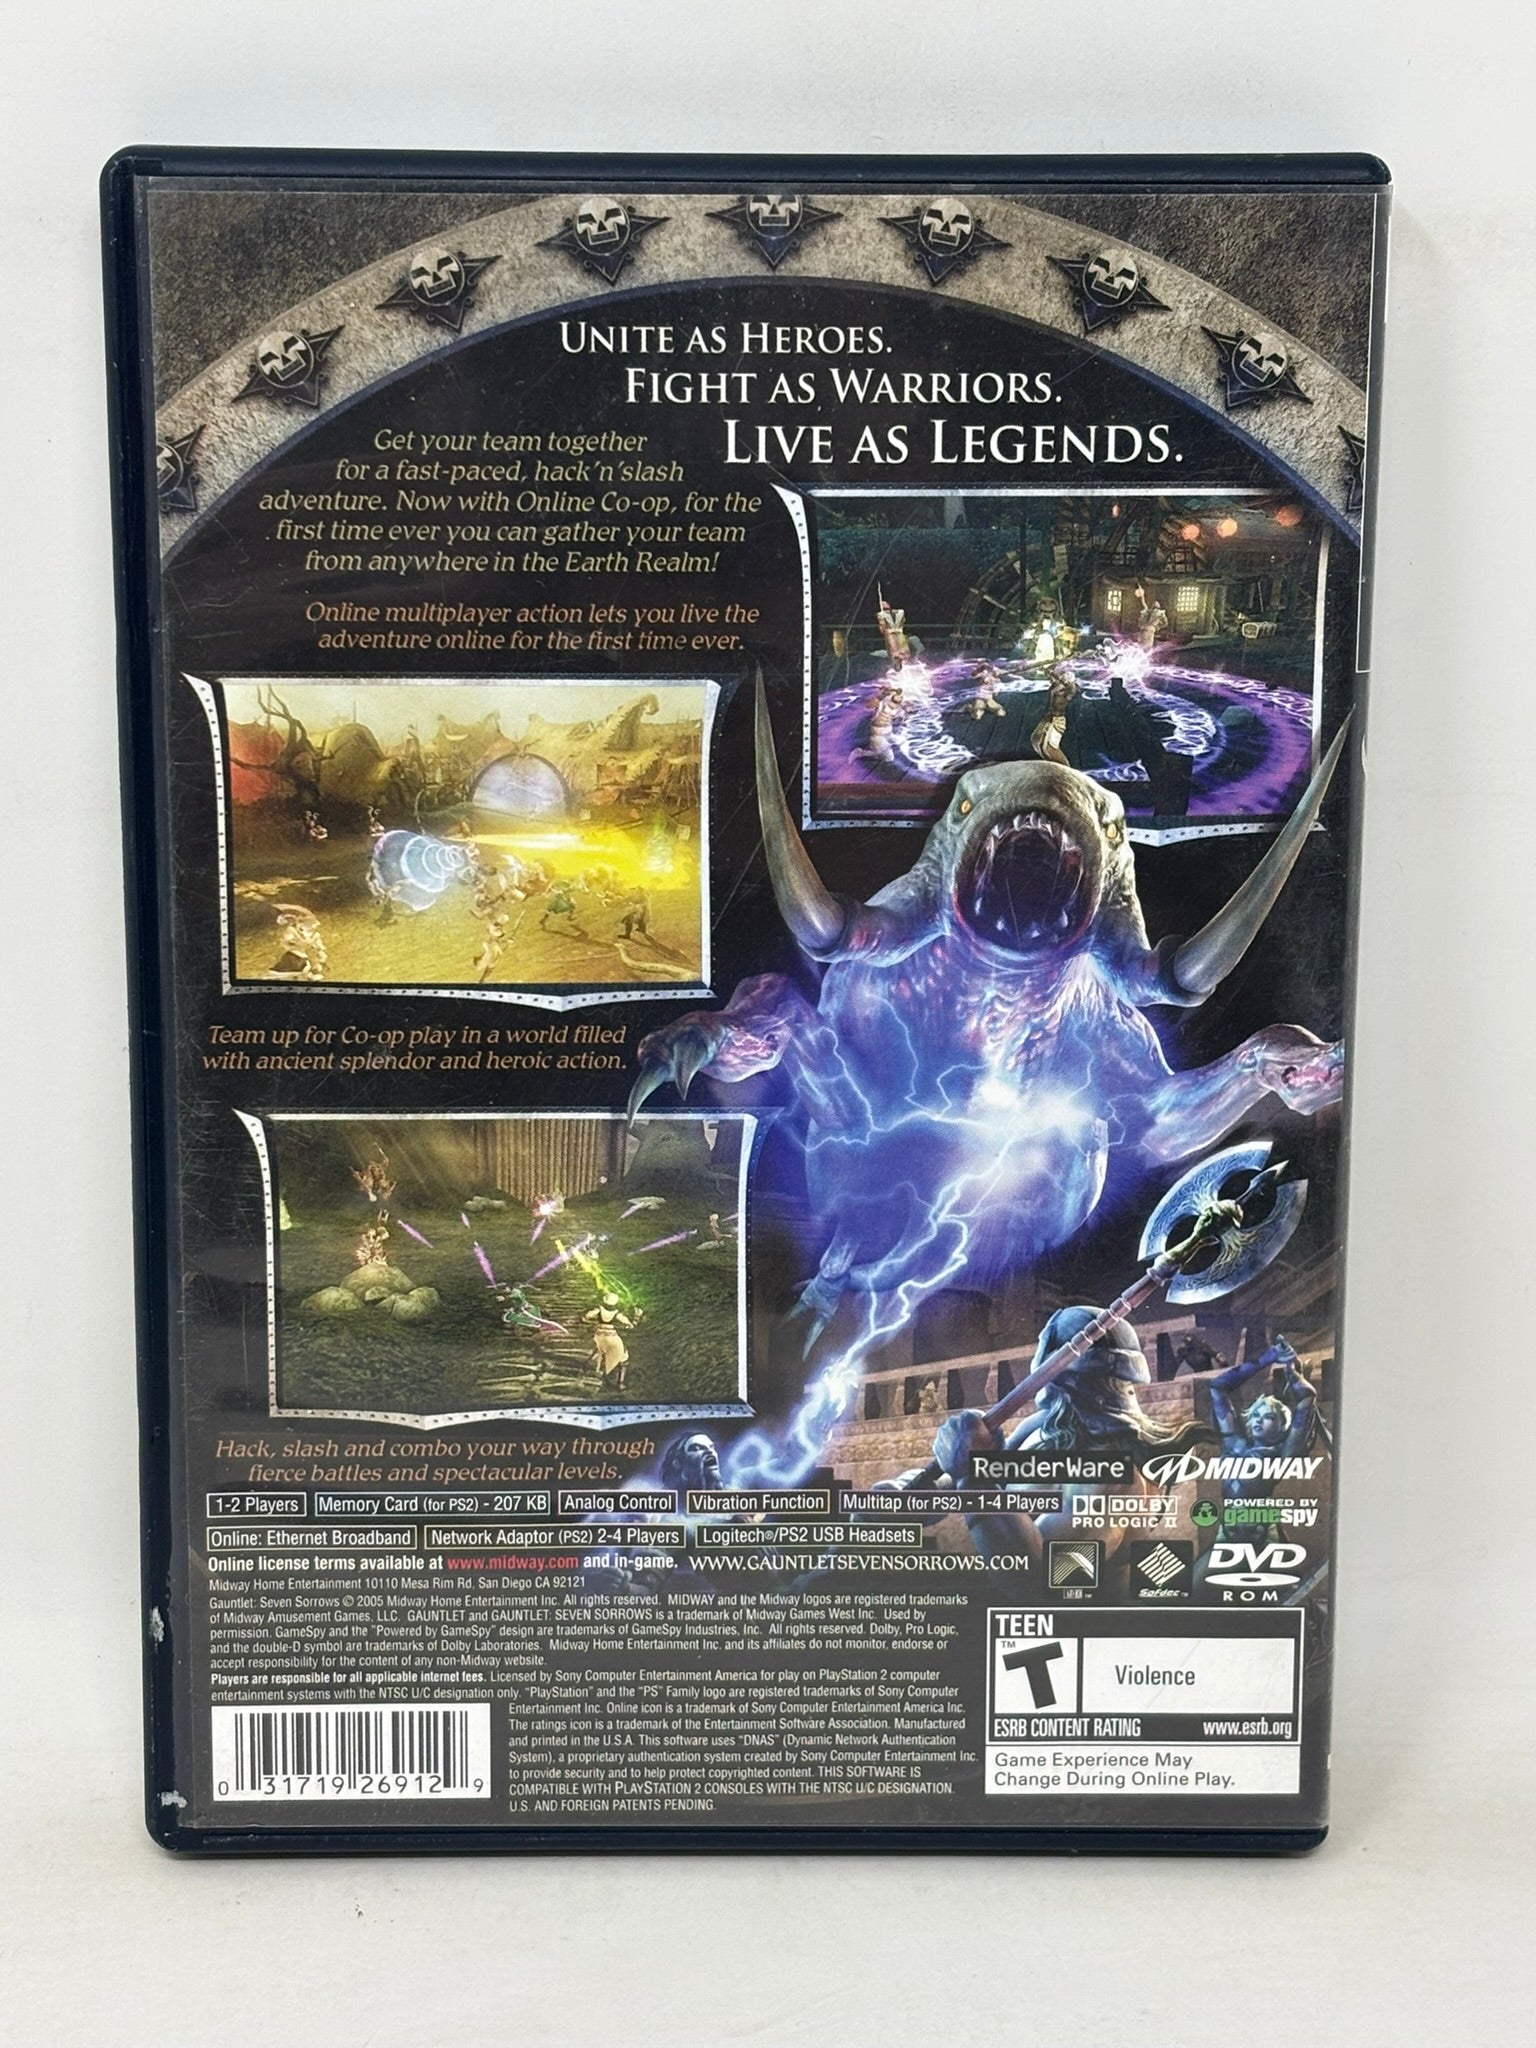 UNITE AS HEROES.
FIGHT AS WARRIORS.
LIVE AS LEGENDS.
Get your team together
for a fast-paced, hack'n'slash
adventure. Now with Online Co-op, for the
first time ever you can gather your team
from anywhere in the Earth Realm!
Online multiplayer action lets you live the
adventure online for the first time ever.
Team up for Co-op play in a world filled
with ancient splendor and heroic action.
Hack, slash and combo your way through
fierce battles and spectacular levels.
RenderWare MIDWAY
1-2 Players Memory Card (for PS2) - 207 KB Analog Control Vibration Function Multitap (for PS2) - 1-4 Players DOLBY
PRO LOGIC II
POWERED BY
gamespy
Online: Ethernet Broadband Network Adaptor (PS2) 2-4 Players Logitech®/PS2 USB Headsets
Online license terms available at www.midway.com and in-game. WWW.GAUNTLETSEVENSORROWS.COM
Sofdec ™
DVD
ROM
Midway Home Entertainment 10110 Mesa Rim Rd, San Diego CA 92121
Gauntlet: Seven Sorrows © 2005 Midway Home Entertainment Inc. All rights reserved. MIDWAY and the Midway logos are registered trademarks
of Midway Amusement Games, LLC. GAUNTLET and GAUNTLET: SEVEN SORROWS is a trademark of Midway Games West Inc. Used by
permission. GameSpy and the "Powered by GameSpy" design are trademarks of GameSpy Industries, Inc. All rights reserved. Dolby, Pro Logic,
and the double-D symbol are trademarks of Dolby Laboratories. Midway Home Entertainment Inc. and its affiliates do not monitor, endorse or
accept responsibility for the content of any non-Midway website.
Players are responsible for all applicable internet fees. Licensed by Sony Computer Entertainment America for play on PlayStation 2 computer
entertainment systems with the NTSC U/C designation only. "PlayStation" and the "PS" Family logo are registered trademarks of Sony Computer
Entertainment Inc. Online icon is a trademark of Sony Computer Entertainment America Inc.
The ratings icon is a trademark of the Entertainment Software Association. Manufactured
and printed in the U.S.A. This software uses "DNAS" (Dynamic Network Authentication
System), a proprietary authentication system created by Sony Computer Entertainment Inc.
to provide security and to help protect copyrighted content. THIS SOFTWARE IS
COMPATIBLE WITH PLAYSTATION 2 CONSOLES WITH THE NTSC U/C DESIGNATION.
U.S. AND FOREIGN PATENTS PENDING.
0 31719 26912 9
TEEN
T ™
Violence
ESRB CONTENT RATING www.esrb.org
Game Experience May
Change During Online Play.